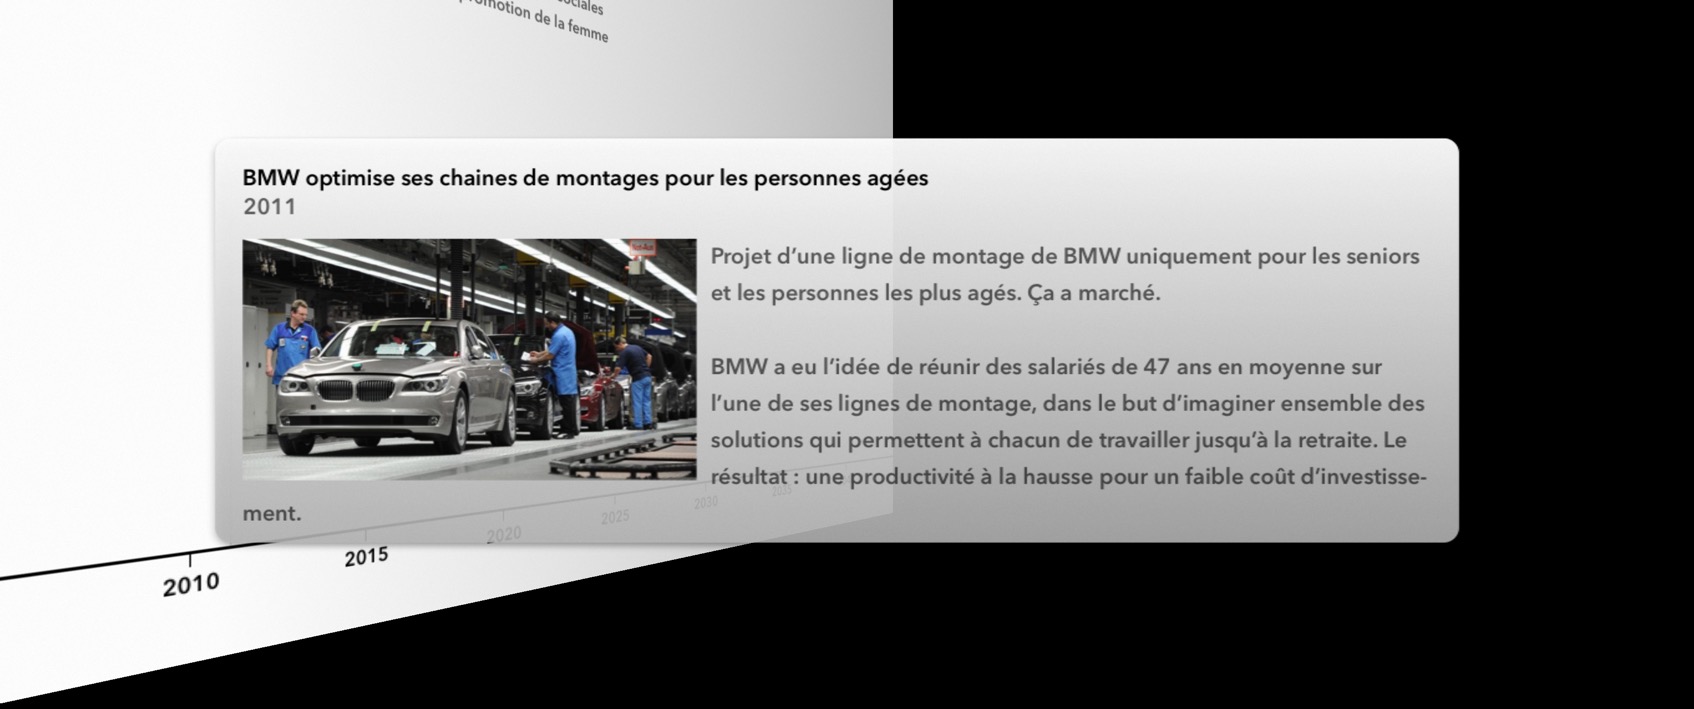 ociales
omotion de la femme
BMW optimise ses chaines de montages pour les personnes agées
2011
Projet d’une ligne de montage de BMW uniquement pour les seniors
et les personnes les plus agés. Ça a marché.
BMW a eu l’idée de réunir des salariés de 47 ans en moyenne sur
l’une de ses lignes de montage, dans le but d’imaginer ensemble des
solutions qui permettent à chacun de travailler jusqu’à la retraite. Le
résultat : une productivité à la hausse pour un faible coût d’investisse-
ment.
2010
2015
2020
2025
2030
2035